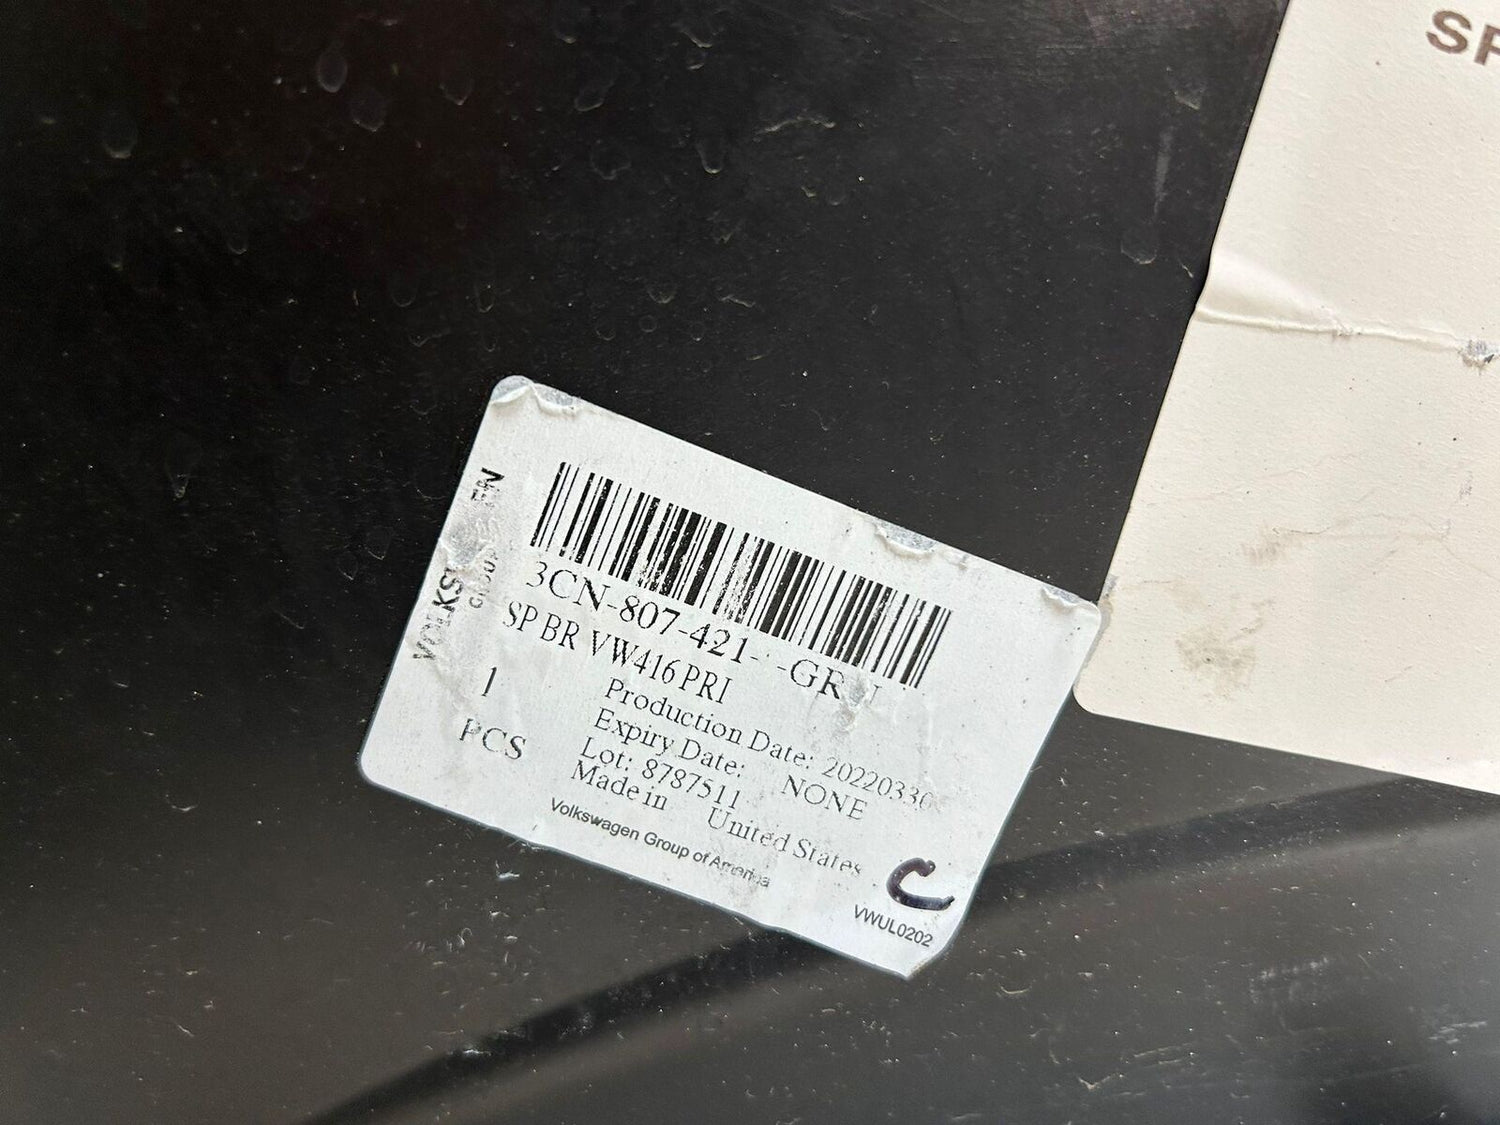 3CN-807-421-
SP BR VW416 PRI
1
PCS
Production Date:
Expiry Date: NONE
Lot: 8787511
Made in United States
Volkswagen Group of America
VWUL0202
C